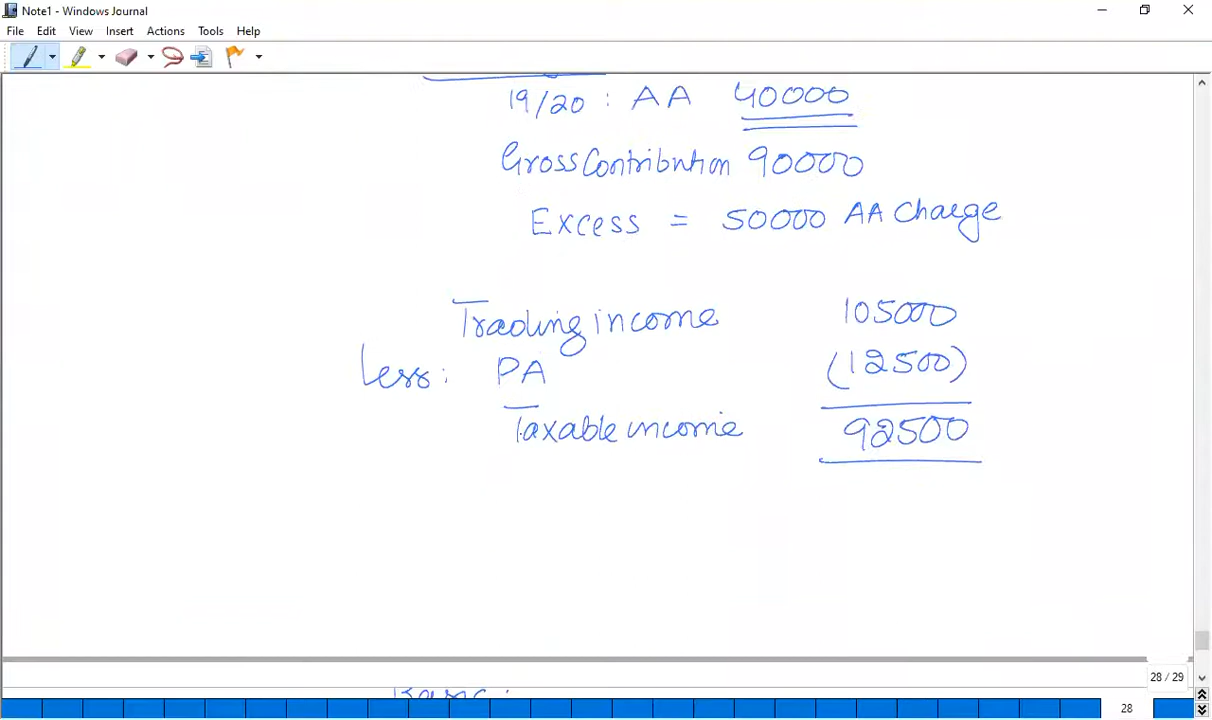 Note1 - Windows Journal
File Edit View Insert Actions Tools Help
19/20 : AA 40000
Gross Contribution 90000
Excess = 50000 AA Charge
Trading income 105000
Less: PA (12500)
Taxable income 92500
28 / 29
28